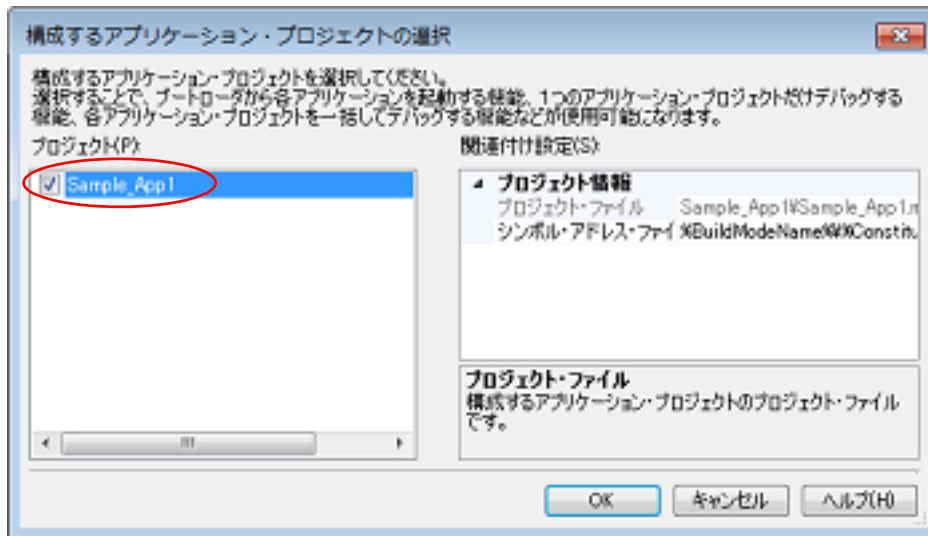 構成するアプリケーション・プロジェクトの選択
構成するアプリケーション・プロジェクトを選択してください。
選択することで、ブートローダから各アプリケーションを起動する機能、1つのアプリケーション・プロジェクトだけデバッグする
機能、各アプリケーション・プロジェクトを一括してデバッグする機能などが使用可能になります。
プロジェクト(P):
関連付け設定(S):
Sample_App1
プロジェクト情報
プロジェクト・ファイル Sample_App1¥Sample_App1.m
シンボル・アドレス・ファイ %BuildModeName%¥%Constitu
プロジェクト・ファイル
構成するアプリケーション・プロジェクトのプロジェクト・ファイル
です。
OK
キャンセル
ヘルプ(H)